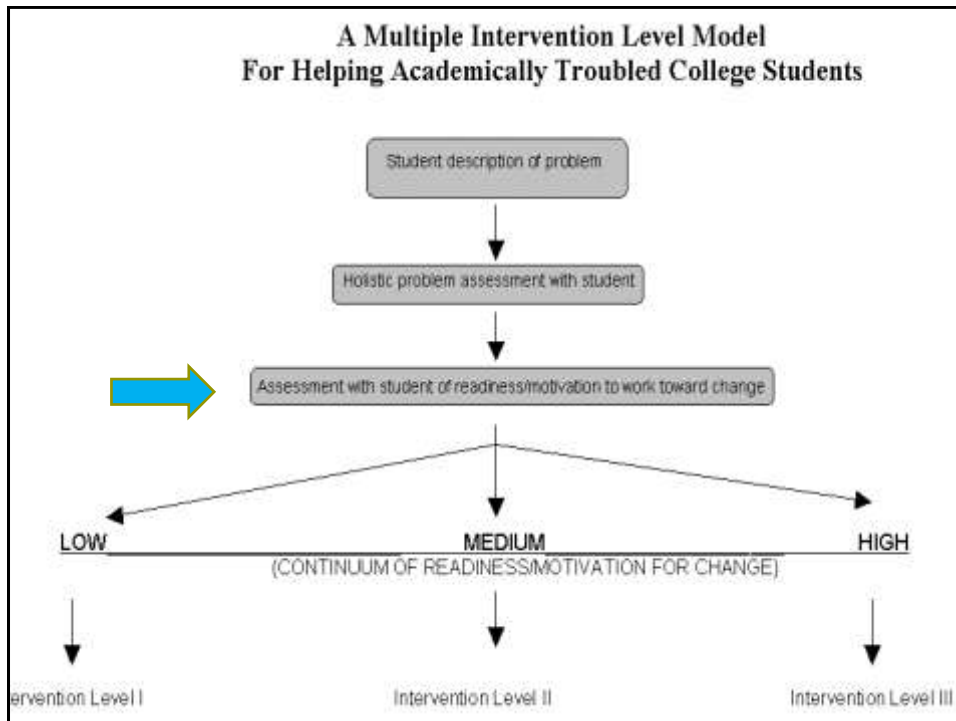 A Multiple Intervention Level Model
For Helping Academically Troubled College Students
Student description of problem
Holistic problem assessment with student
Assessment with student of readiness/motivation to work toward change
LOW MEDIUM HIGH
(CONTINUUM OF READINESS/MOTIVATION FOR CHANGE)
ervention Level I Intervention Level II Intervention Level III